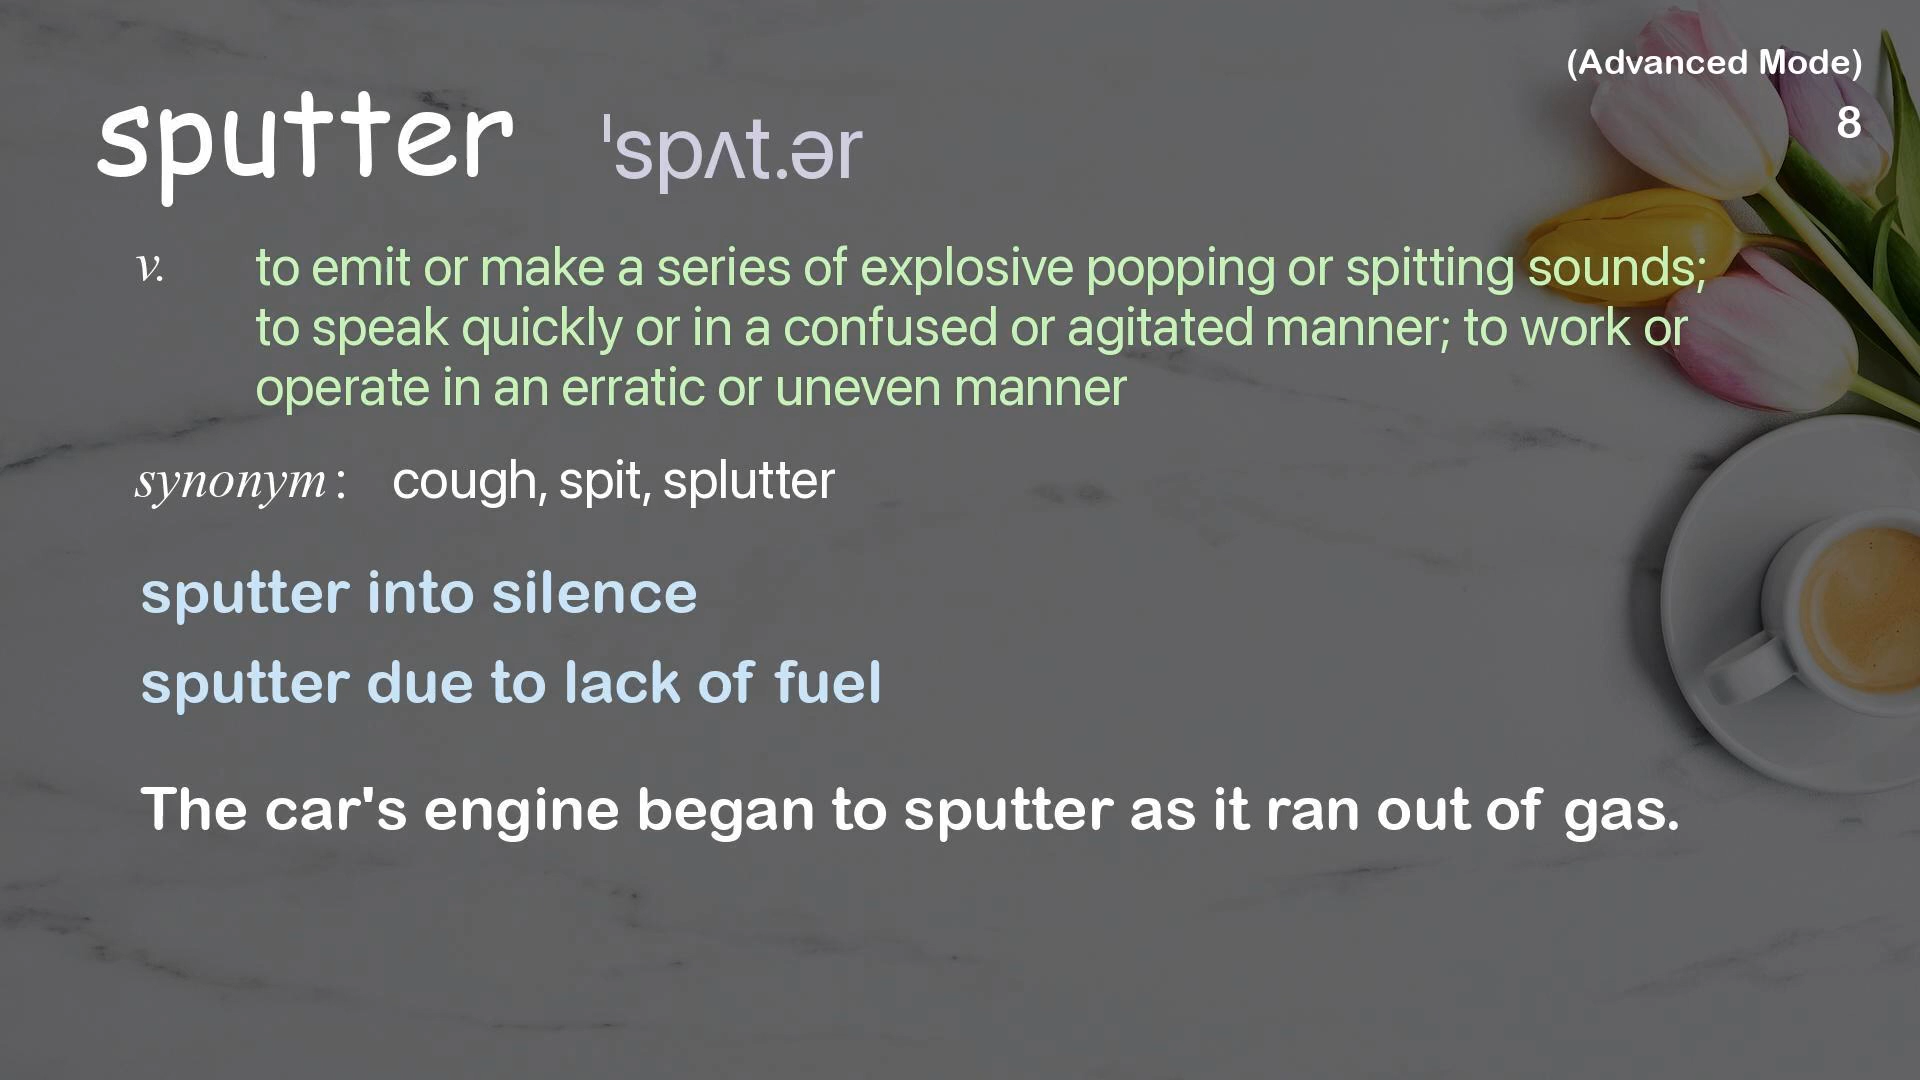 (Advanced Mode)
8
sputter ˈspʌt.ər
v. to emit or make a series of explosive popping or spitting sounds;
to speak quickly or in a confused or agitated manner; to work or
operate in an erratic or uneven manner
synonym : cough, spit, splutter
sputter into silence
sputter due to lack of fuel
The car's engine began to sputter as it ran out of gas.